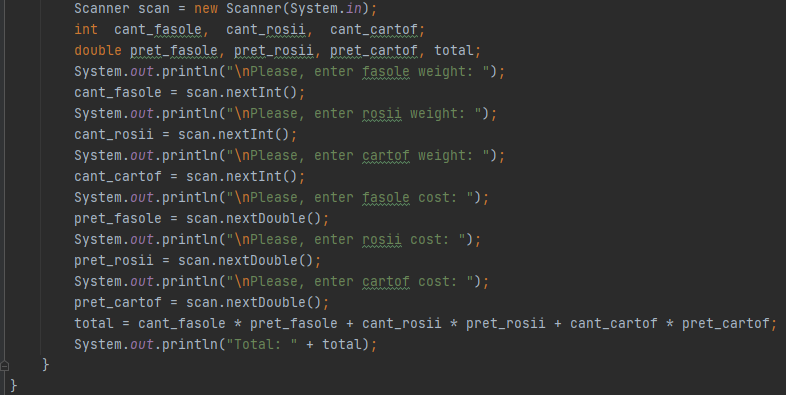 Scanner scan = new Scanner(System.in);
int  cant_fasole,  cant_rosii,  cant_cartof;
double pret_fasole, pret_rosii, pret_cartof, total;
System.out.println("\nPlease, enter fasole weight: ");
cant_fasole = scan.nextInt();
System.out.println("\nPlease, enter rosii weight: ");
cant_rosii = scan.nextInt();
System.out.println("\nPlease, enter cartof weight: ");
cant_cartof = scan.nextInt();
System.out.println("\nPlease, enter fasole cost: ");
pret_fasole = scan.nextDouble();
System.out.println("\nPlease, enter rosii cost: ");
pret_rosii = scan.nextDouble();
System.out.println("\nPlease, enter cartof cost: ");
pret_cartof = scan.nextDouble();
total = cant_fasole * pret_fasole + cant_rosii * pret_rosii + cant_cartof * pret_cartof;
System.out.println("Total: " + total);
}
}